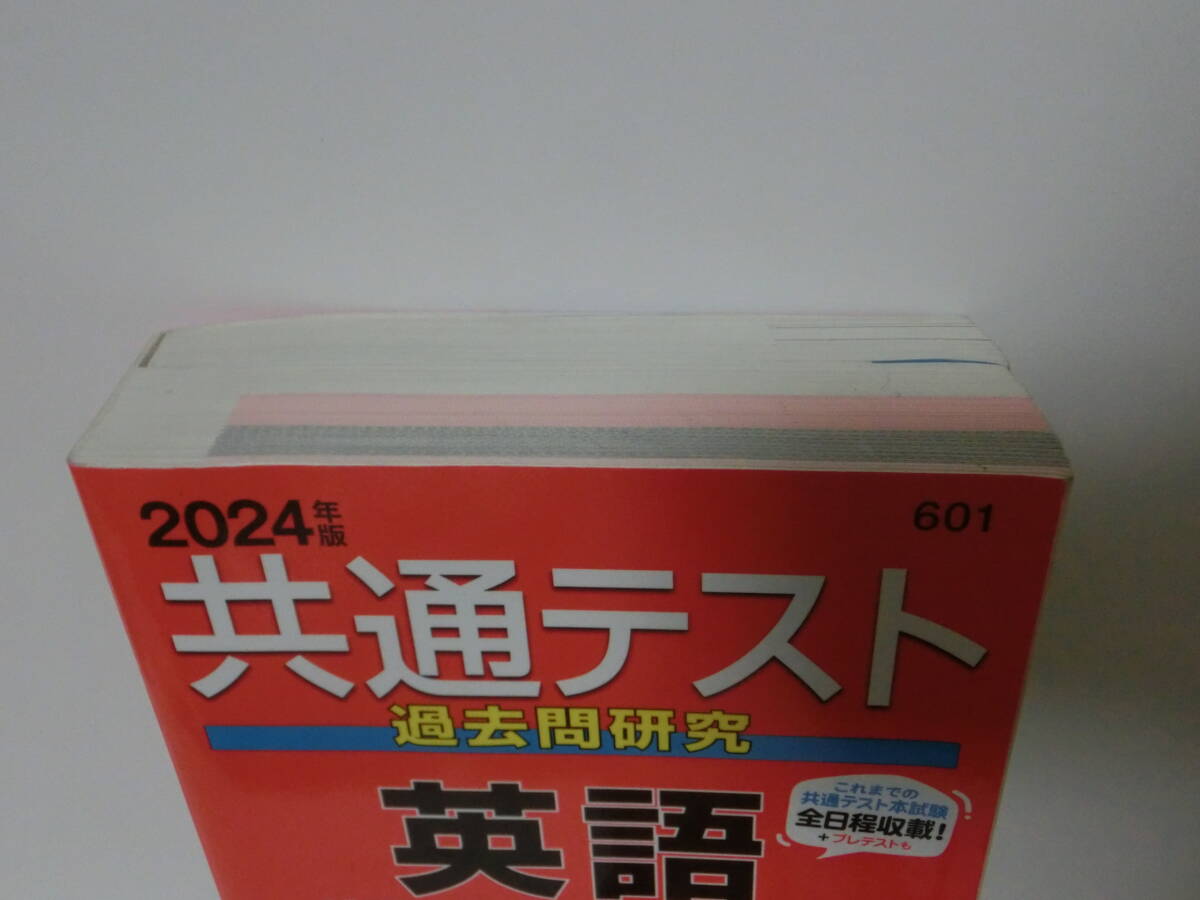 2024年版
601
共通テスト
過去問研究
英語
これまでの
共通テスト本試験
全日程収載!
+プレテストも